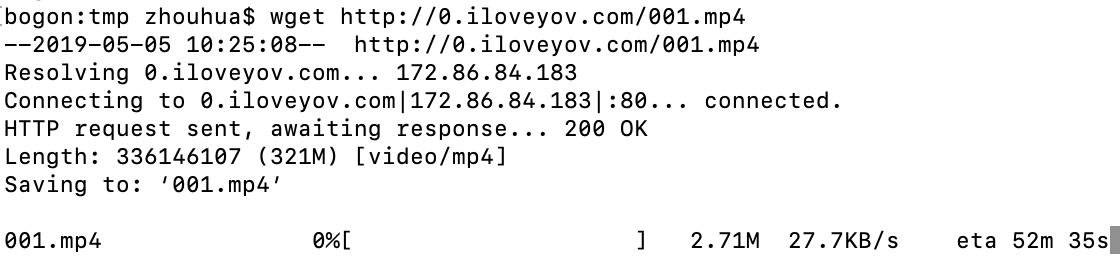 bogon:tmp zhouhua$ wget http://0.iloveyov.com/001.mp4
--2019-05-05 10:25:08--  http://0.iloveyov.com/001.mp4
Resolving 0.iloveyov.com... 172.86.84.183
Connecting to 0.iloveyov.com|172.86.84.183|:80... connected.
HTTP request sent, awaiting response... 200 OK
Length: 336146107 (321M) [video/mp4]
Saving to: ‘001.mp4’
001.mp4               0%[                    ]   2.71M  27.7KB/s    eta 52m 35s